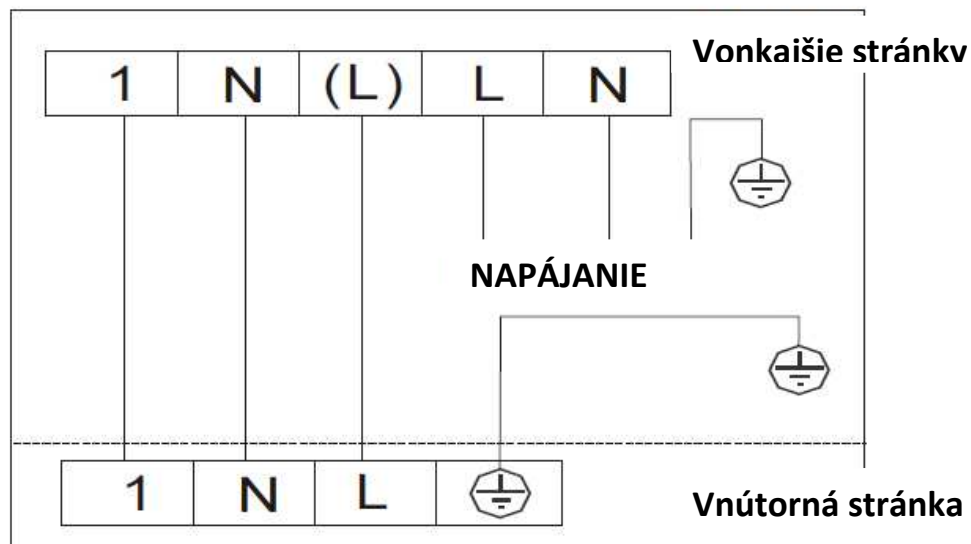 1 N (L) L N
Vonkajšie stránky
NAPÁJANIE
1 N L
Vnútorná stránka